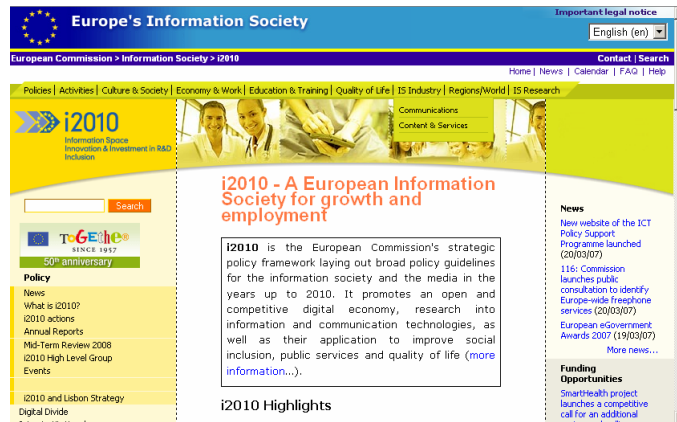 Important legal notice
Europe's Information Society
English (en)
European Commission > Information Society > i2010
Contact | Search
Home | News | Calendar | FAQ | Help
Policies | Activities | Culture & Society | Economy & Work | Education & Training | Quality of Life | IS Industry | Regions/World | IS Research
Communications
Content & Services
i2010
Information Space
Innovation & Investment in R&D
Inclusion
Search
ToGEtheR
SINCE 1957
50th anniversary
Policy
News
What is i2010?
i2010 actions
Annual Reports
Mid-Term Review 2008
i2010 High Level Group
Events
i2010 and Lisbon Strategy
Digital Divide
i2010 - A European Information
Society for growth and
employment
i2010 is the European Commission's strategic
policy framework laying out broad policy guidelines
for the information society and the media in the
years up to 2010. It promotes an open and
competitive digital economy, research into
information and communication technologies, as
well as their application to improve social
inclusion, public services and quality of life (more
information...).
i2010 Highlights
News
New website of the ICT
Policy Support
Programme launched
(20/03/07)
116: Commission
launches public
consultation to identify
Europe-wide freephone
services (20/03/07)
European eGovernment
Awards 2007 (19/03/07)
More news...
Funding
Opportunities
SmartHealth project
launches a competitive
call for an additional